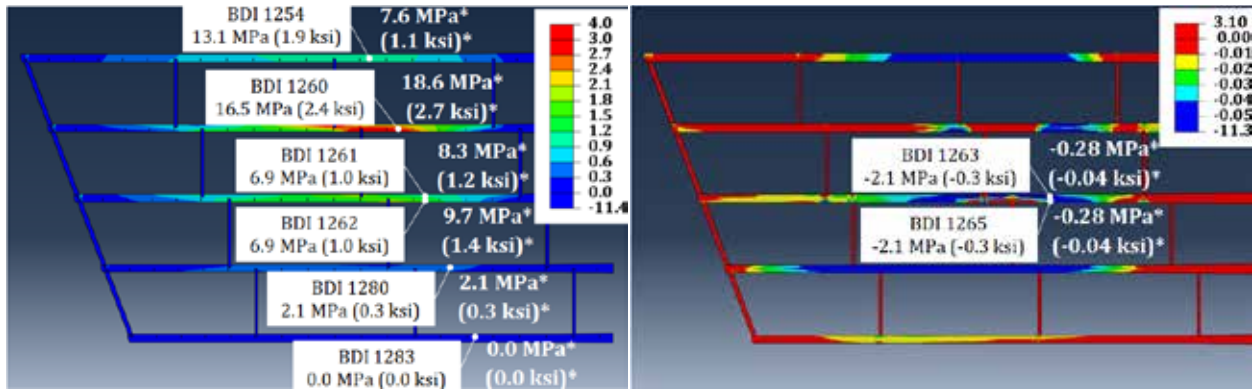 BDI 1254
13.1 MPa (1.9 ksi)
7.6 MPa*
(1.1 ksi)*
BDI 1260
16.5 MPa (2.4 ksi)
18.6 MPa*
(2.7 ksi)*
BDI 1261
6.9 MPa (1.0 ksi)
8.3 MPa*
(1.2 ksi)*
BDI 1262
6.9 MPa (1.0 ksi)
9.7 MPa*
(1.4 ksi)*
BDI 1280
2.1 MPa (0.3 ksi)
2.1 MPa*
(0.3 ksi)*
BDI 1283
0.0 MPa (0.0 ksi)
0.0 MPa*
(0.0 ksi)*
4.0
3.0
2.7
2.4
2.1
1.8
1.5
1.2
0.9
0.6
0.3
0.0
-11.4
BDI 1263
-2.1 MPa (-0.3 ksi)
-0.28 MPa*
(-0.04 ksi)*
BDI 1265
-2.1 MPa (-0.3 ksi)
-0.28 MPa*
(-0.04 ksi)*
3.10
0.00
-0.01
-0.02
-0.03
-0.04
-0.05
-11.3